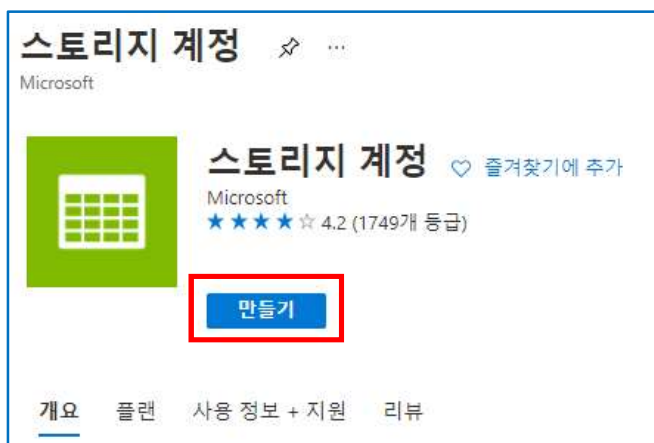 스토리지 계정 ...
Microsoft
스토리지 계정 즐겨찾기에 추가
Microsoft
4.2 (1749개 등급)
만들기
개요 플랜 사용 정보 + 지원 리뷰